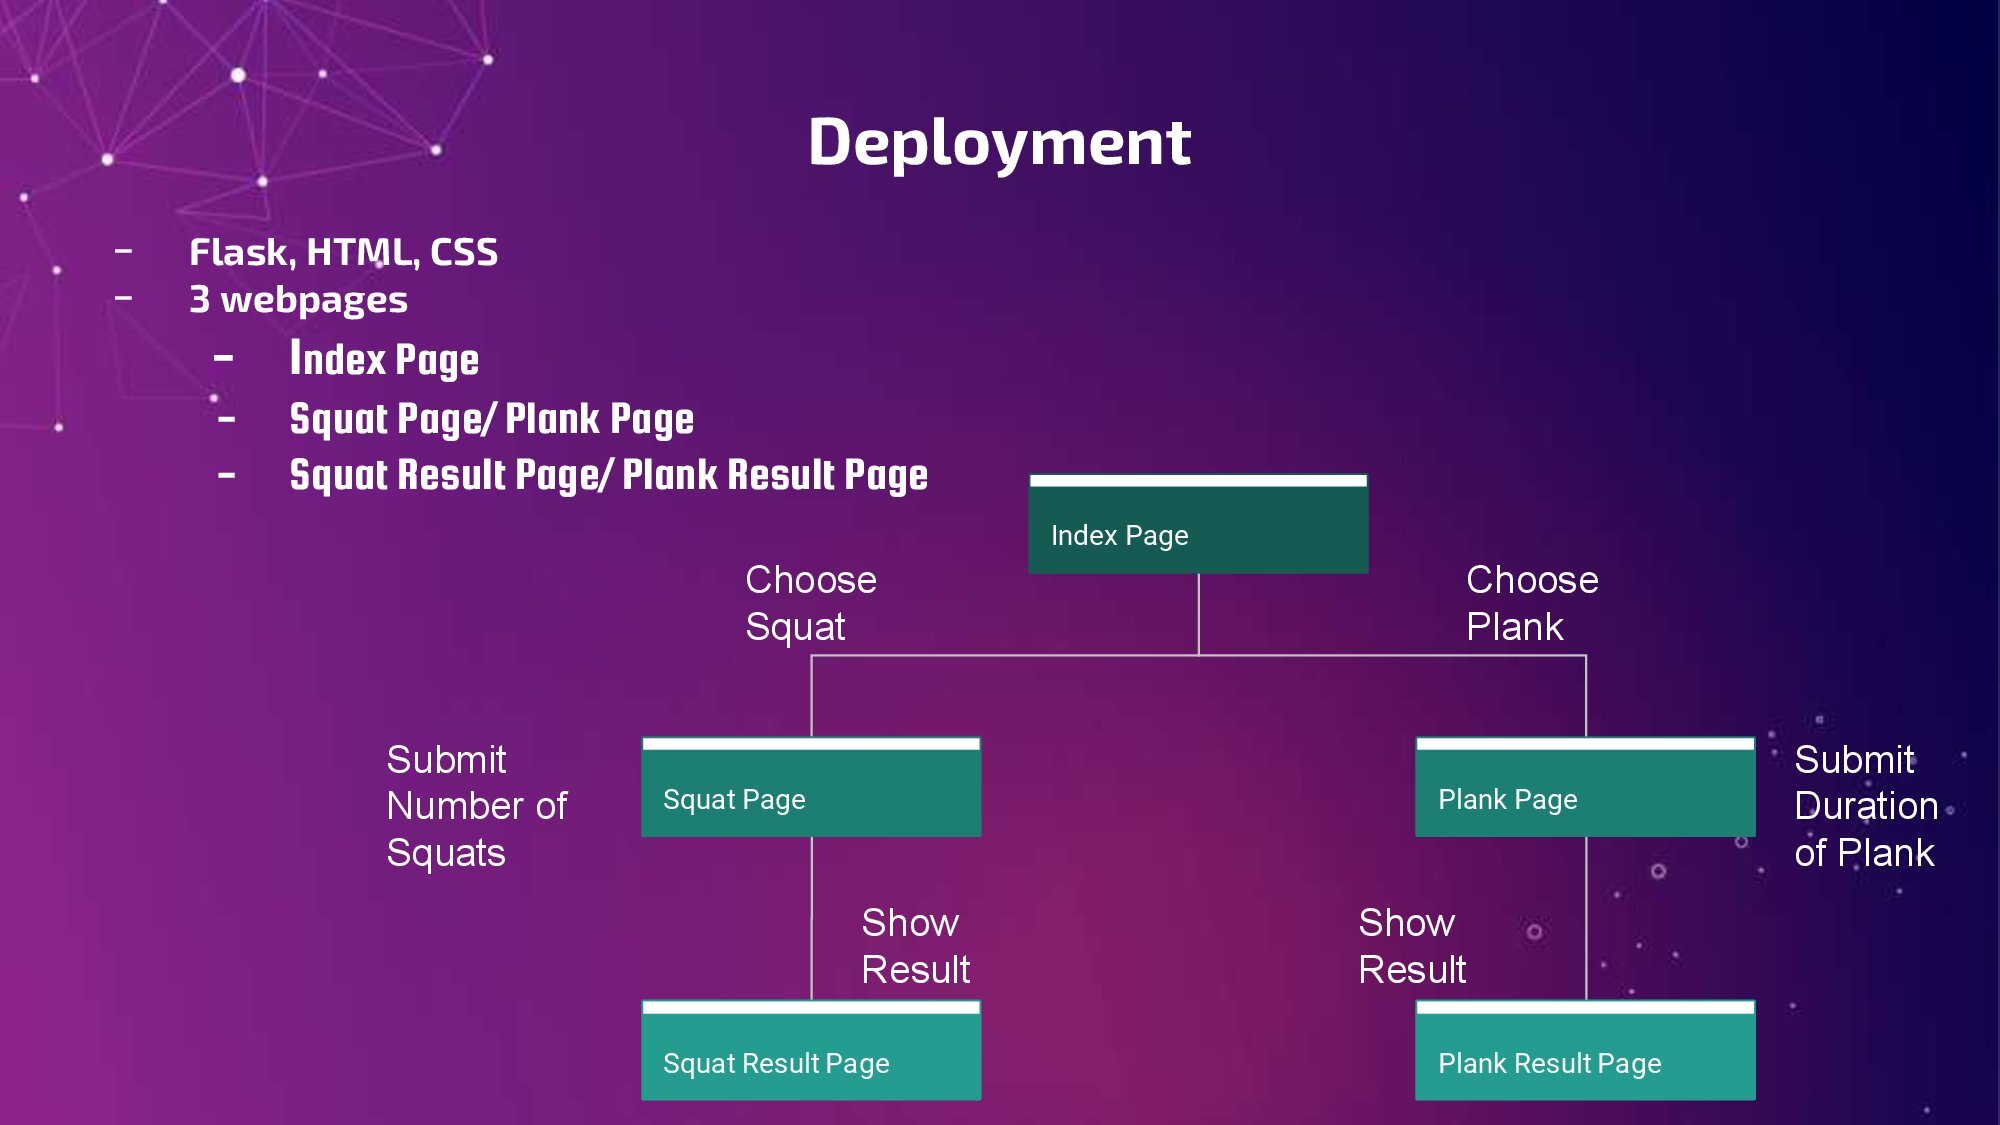 Deployment
- Flask, HTML, CSS
- 3 webpages
- Index Page
- Squat Page/ Plank Page
- Squat Result Page/ Plank Result Page
Index Page
Choose
Squat
Choose
Plank
Submit
Number of
Squats
Squat Page
Plank Page
Submit
Duration
of Plank
Show
Result
Show
Result
Squat Result Page
Plank Result Page